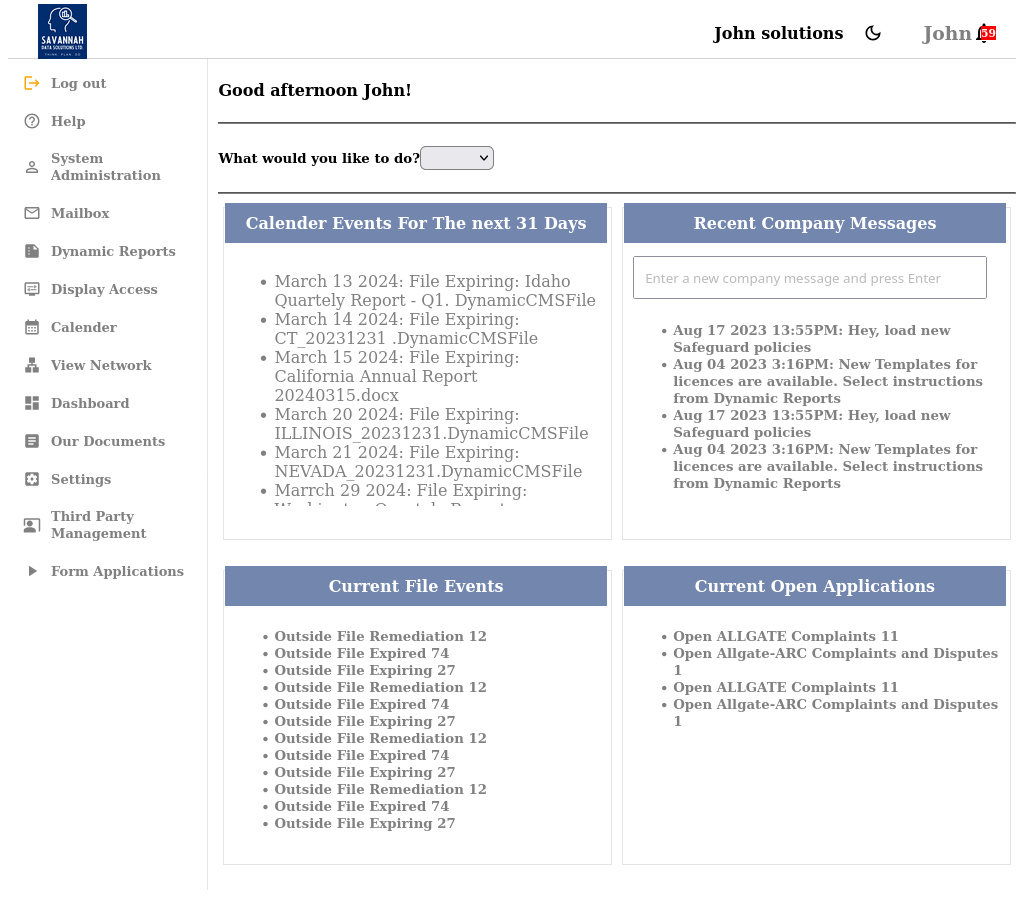 SAVANNAH
DATA SOLUTIONS LTD.
THINK. PLAN. DO
John solutions
John
59
Log out
Help
System
Administration
Mailbox
Dynamic Reports
Display Access
Calender
View Network
Dashboard
Our Documents
Settings
Third Party
Management
Form Applications
Good afternoon John!
What would you like to do?
Calender Events For The next 31 Days
• March 13 2024: File Expiring: Idaho
Quartely Report - Q1. DynamicCMSFile
• March 14 2024: File Expiring:
CT_20231231 .DynamicCMSFile
• March 15 2024: File Expiring:
California Annual Report
20240315.docx
• March 20 2024: File Expiring:
ILLINOIS_20231231.DynamicCMSFile
• March 21 2024: File Expiring:
NEVADA_20231231.DynamicCMSFile
• Marrch 29 2024: File Expiring:
Recent Company Messages
Enter a new company message and press Enter
• Aug 17 2023 13:55PM: Hey, load new
Safeguard policies
• Aug 04 2023 3:16PM: New Templates for
licences are available. Select instructions
from Dynamic Reports
• Aug 17 2023 13:55PM: Hey, load new
Safeguard policies
• Aug 04 2023 3:16PM: New Templates for
licences are available. Select instructions
from Dynamic Reports
Current File Events
• Outside File Remediation 12
• Outside File Expired 74
• Outside File Expiring 27
• Outside File Remediation 12
• Outside File Expired 74
• Outside File Expiring 27
• Outside File Remediation 12
• Outside File Expired 74
• Outside File Expiring 27
• Outside File Remediation 12
• Outside File Expired 74
• Outside File Expiring 27
Current Open Applications
• Open ALLGATE Complaints 11
• Open Allgate-ARC Complaints and Disputes
1
• Open ALLGATE Complaints 11
• Open Allgate-ARC Complaints and Disputes
1